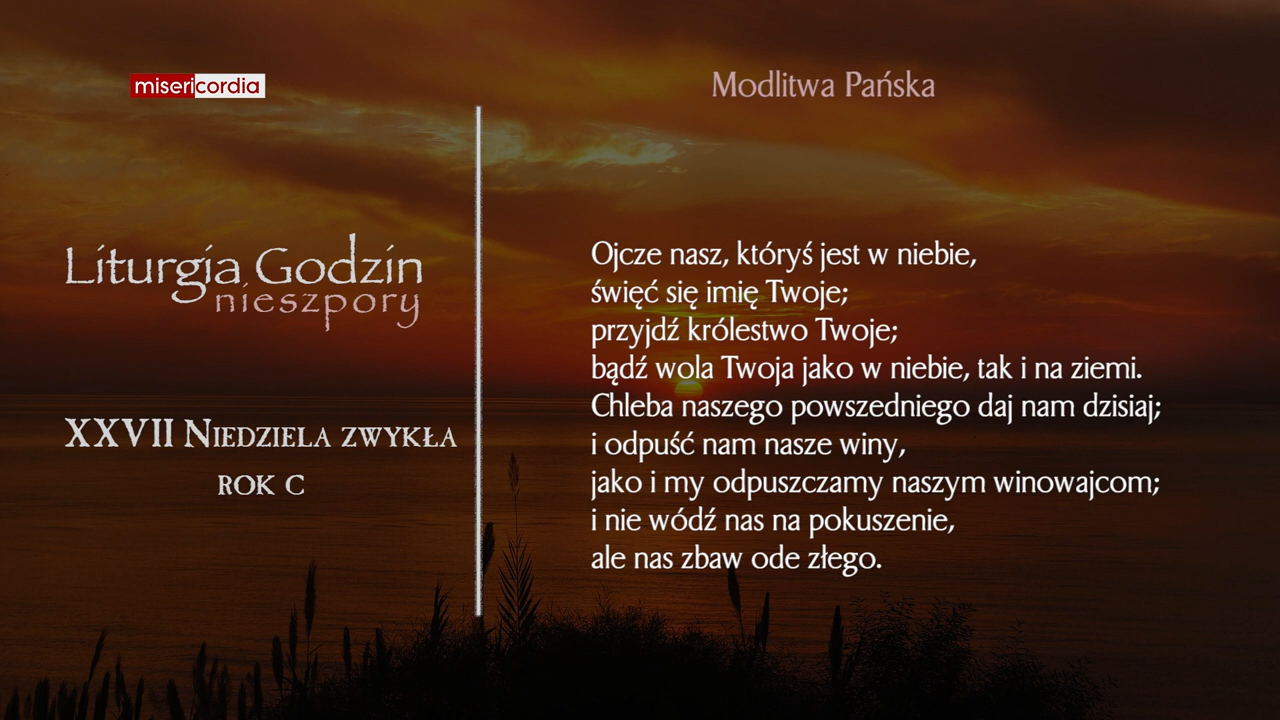 misericordia
Liturgia Godzin
nieszpory
XXVII Niedziela zwykła
rok C
Modlitwa Pańska
Ojcze nasz, któryś jest w niebie,
święć się imię Twoje;
przyjdź królestwo Twoje;
bądź wola Twoja jako w niebie, tak i na ziemi.
Chleba naszego powszedniego daj nam dzisiaj;
i odpuść nam nasze winy,
jako i my odpuszczamy naszym winowajcom;
i nie wódź nas na pokuszenie,
ale nas zbaw ode złego.